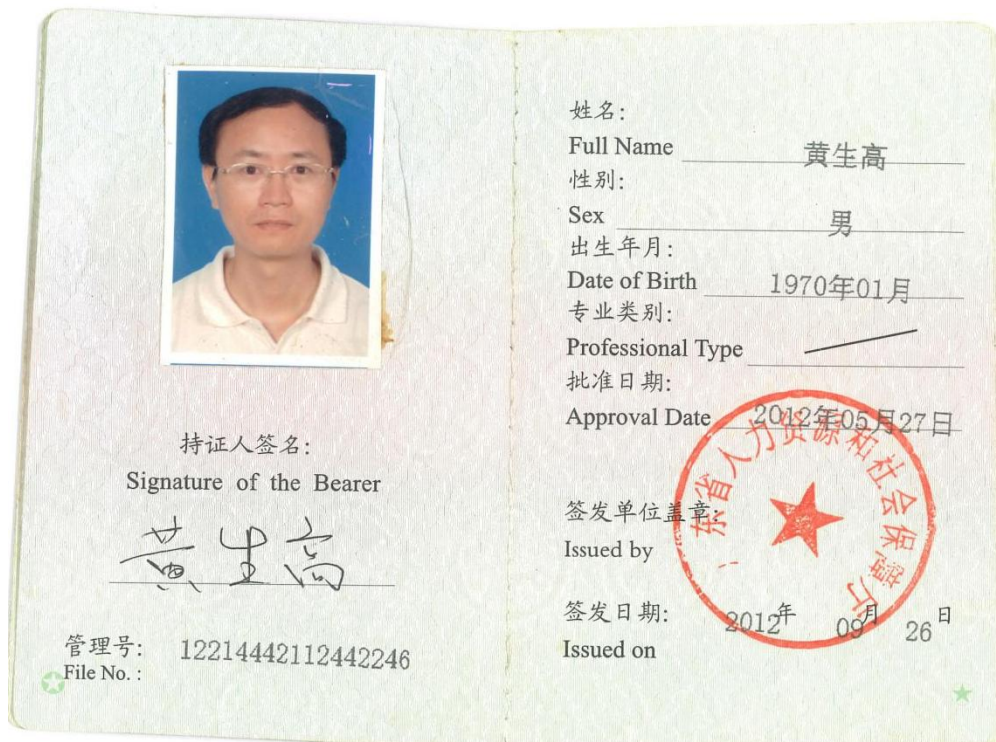 持证人签名:
Signature of the Bearer
黄生高
管理号:
File No. :
12214442112442246
姓名:
Full Name 黄生高
性别:
Sex 男
出生年月:
Date of Birth 1970年01月
专业类别:
Professional Type
批准日期:
Approval Date 2012年05月27日
签发单位盖章:
Issued by
东省人力资源和社会保障厅
签发日期: 2012年 09月 26日
Issued on